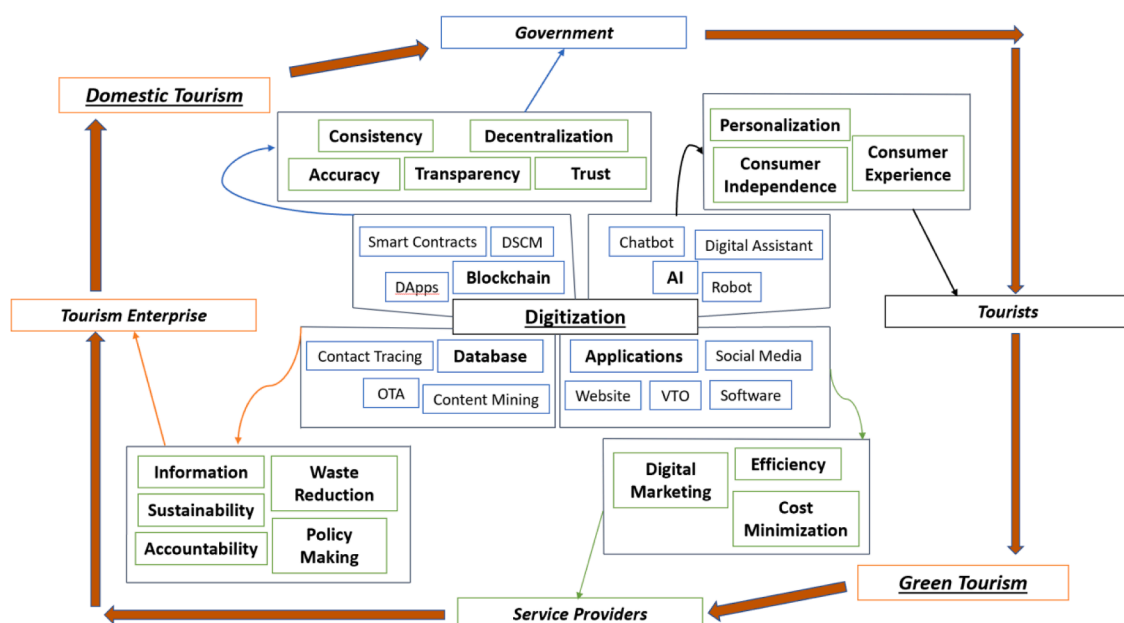 Government
Domestic Tourism
Consistency
Decentralization
Accuracy
Transparency
Trust
Personalization
Consumer
Independence
Consumer
Experience
Smart Contracts
DSCM
DApps
Blockchain
Chatbot
Digital Assistant
AI
Robot
Tourism Enterprise
Digitization
Tourists
Contact Tracing
Database
OTA
Content Mining
Applications
Social Media
Website
VTO
Software
Information
Waste
Reduction
Sustainability
Accountability
Policy
Making
Digital
Marketing
Efficiency
Cost
Minimization
Green Tourism
Service Providers